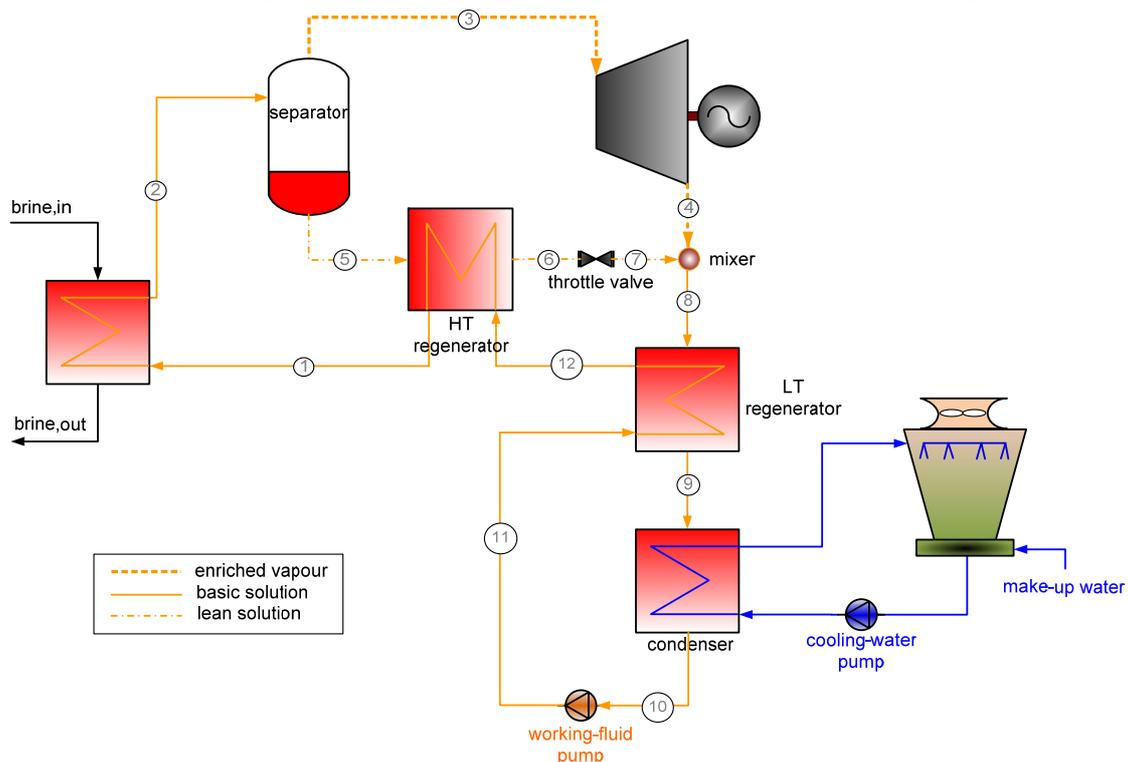 3
separator
2
brine,in
4
5
6
7
mixer
throttle valve
8
HT
regenerator
1
12
LT
regenerator
brine,out
9
11
enriched vapour
basic solution
lean solution
make-up water
condenser
cooling-water
pump
10
working-fluid
pump